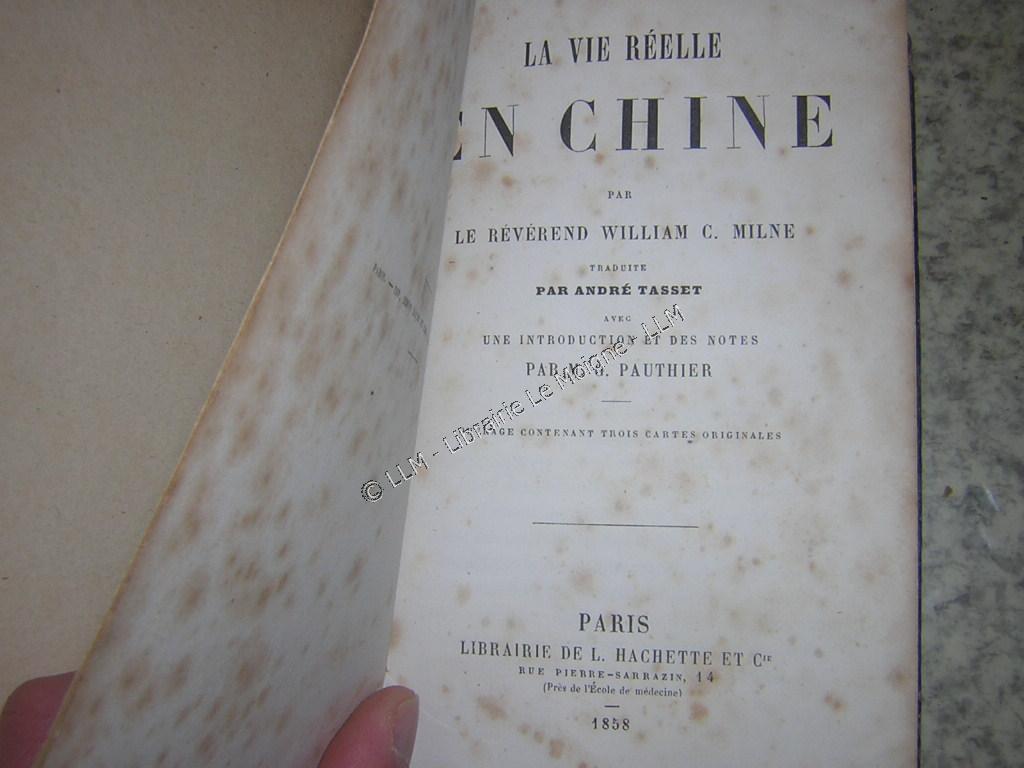 LA VIE RÉELLE
EN CHINE
PAR
LE RÉVÉREND WILLIAM C. MILNE
TRADUITE
PAR ANDRÉ TASSET
AVEC
UNE INTRODUCTION ET DES NOTES
PAR G. PAUTHIER
CONTENANT TROIS CARTES ORIGINALES
PARIS
LIBRAIRIE DE L. HACHETTE ET Cie
RUE PIERRE-SARRAZIN, 14
(Près de l'École de médecine)
1858
© LLM - Librairie Le Moigne - LLM